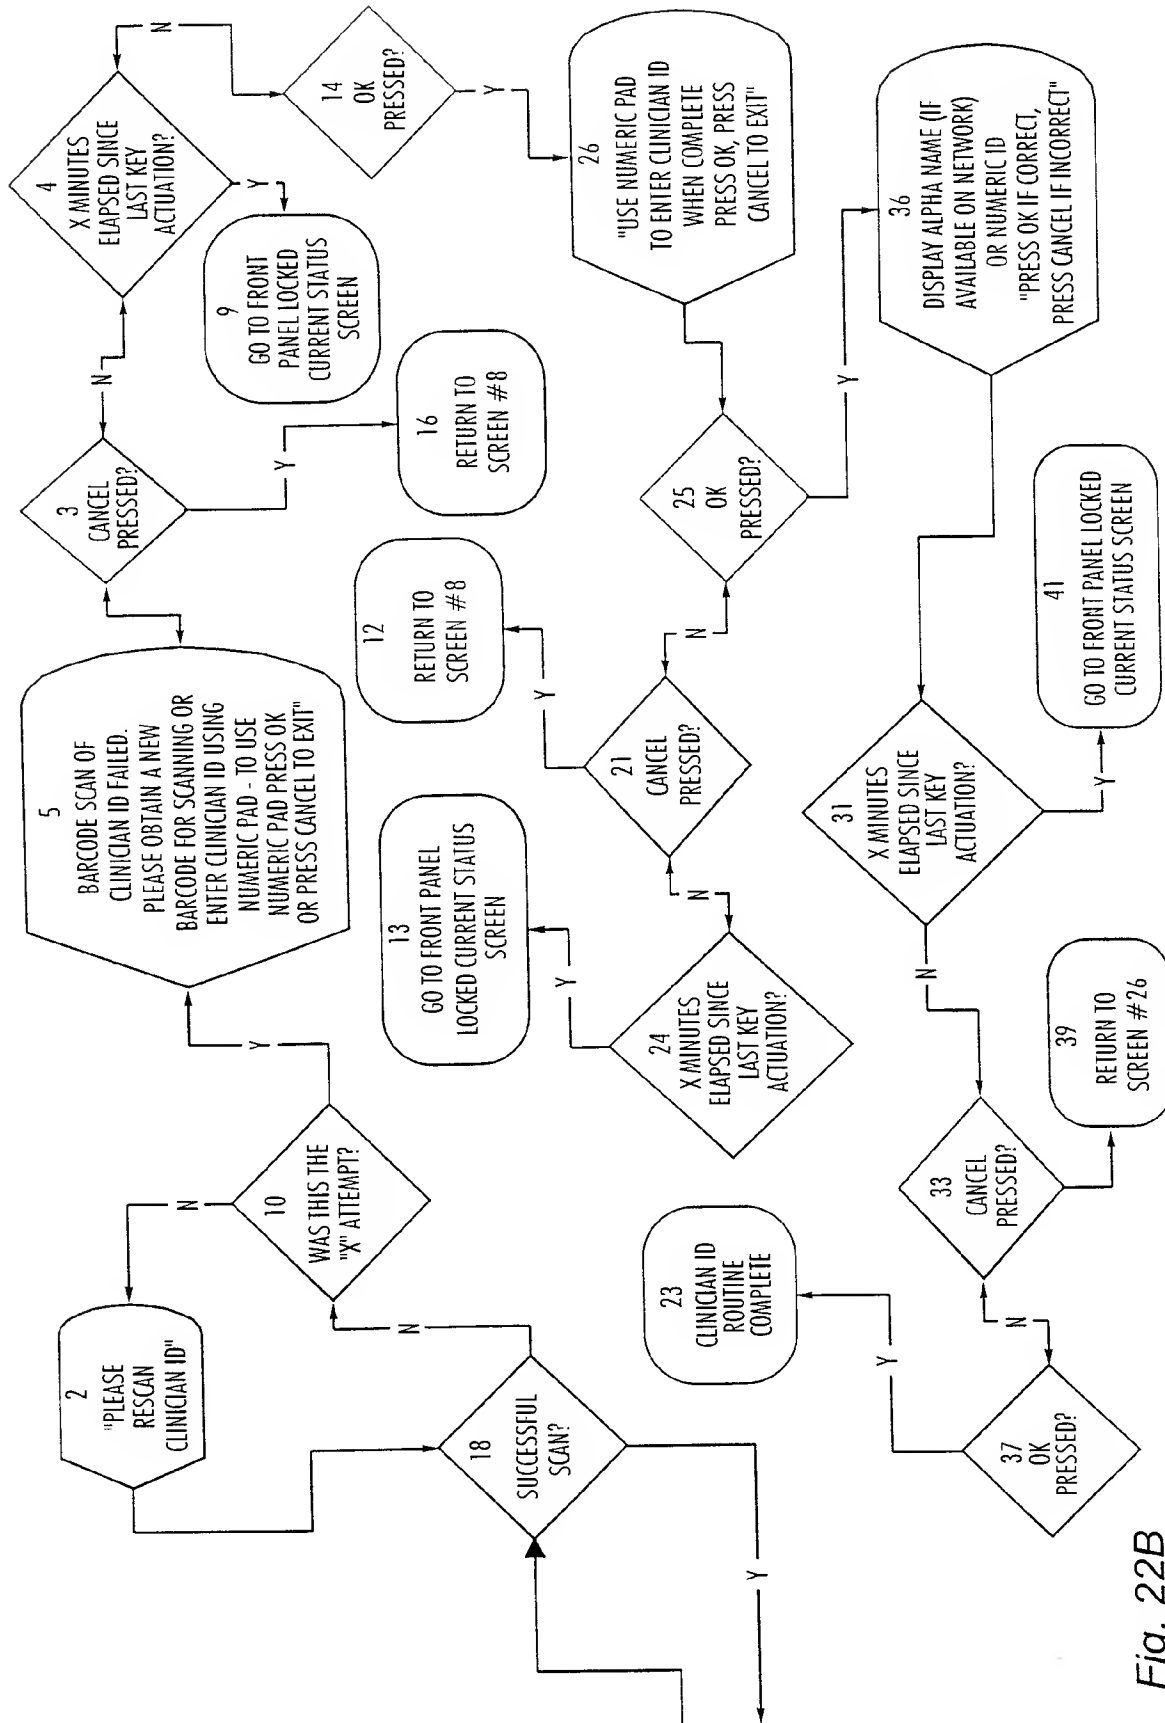 2
"PLEASE
RESCAN
CLINICIAN ID"
N
10
WAS THIS THE
"X" ATTEMPT?
Y
N
18
SUCCESSFUL
SCAN?
Y
5
BARCODE SCAN OF
CLINICIAN ID FAILED.
PLEASE OBTAIN A NEW
BARCODE FOR SCANNING OR
ENTER CLINICIAN ID USING
NUMERIC PAD - TO USE
NUMERIC PAD PRESS OK
OR PRESS CANCEL TO EXIT"
3
CANCEL
PRESSED?
N
Y
16
RETURN TO
SCREEN #8
4
X MINUTES
ELAPSED SINCE
LAST KEY
ACTUATION?
N
Y
9
GO TO FRONT
PANEL LOCKED
CURRENT STATUS
SCREEN
14
OK
PRESSED?
Y
26
"USE NUMERIC PAD
TO ENTER CLINICIAN ID
WHEN COMPLETE
PRESS OK, PRESS
CANCEL TO EXIT"
25
OK
PRESSED?
N
Y
12
RETURN TO
SCREEN #8
Y
21
CANCEL
PRESSED?
N
13
GO TO FRONT PANEL
LOCKED CURRENT STATUS
SCREEN
Y
24
X MINUTES
ELAPSED SINCE
LAST KEY
ACTUATION?
36
DISPLAY ALPHA NAME (IF
AVAILABLE ON NETWORK)
OR NUMERIC ID
"PRESS OK IF CORRECT,
PRESS CANCEL IF INCORRECT"
31
X MINUTES
ELAPSED SINCE
LAST KEY
ACTUATION?
N
Y
41
GO TO FRONT PANEL LOCKED
CURRENT STATUS SCREEN
33
CANCEL
PRESSED?
N
39
RETURN TO
SCREEN #26
37
OK
PRESSED?
Y
23
CLINICIAN ID
ROUTINE
COMPLETE
Fig. 22B